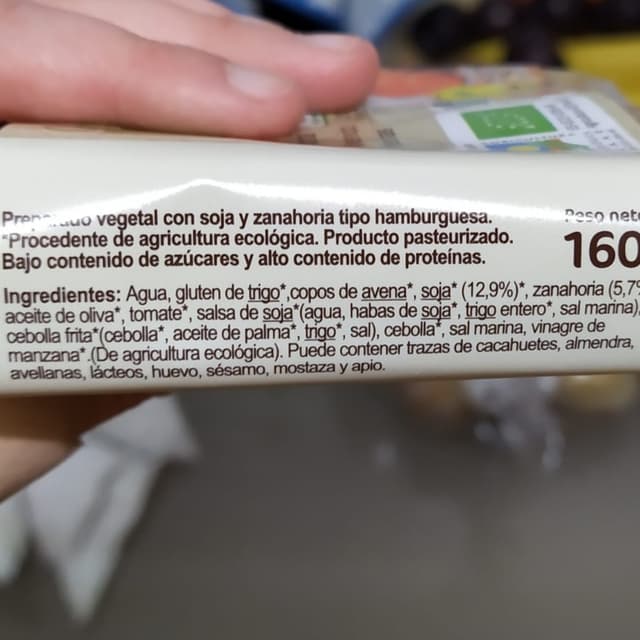 vegetal con soja y zanahoria tipo hamburguesa.
*Procedente de agricultura ecológica. Producto pasteurizado.
Bajo contenido de azúcares y alto contenido de proteínas.
Peso neto
160
Ingredientes: Agua, gluten de trigo*,copos de avena*, soja* (12,9%)*, zanahoria (5,7%
aceite de oliva*, tomate*, salsa de soja*(agua, habas de soja*, trigo entero*, sal marina),
cebolla frita*(cebolla*, aceite de palma*, trigo*, sal), cebolla*, sal marina, vinagre de
manzana*.(De agricultura ecológica). Puede contener trazas de cacahuetes, almendra,
avellanas, lácteos, huevo, sésamo, mostaza y apio.